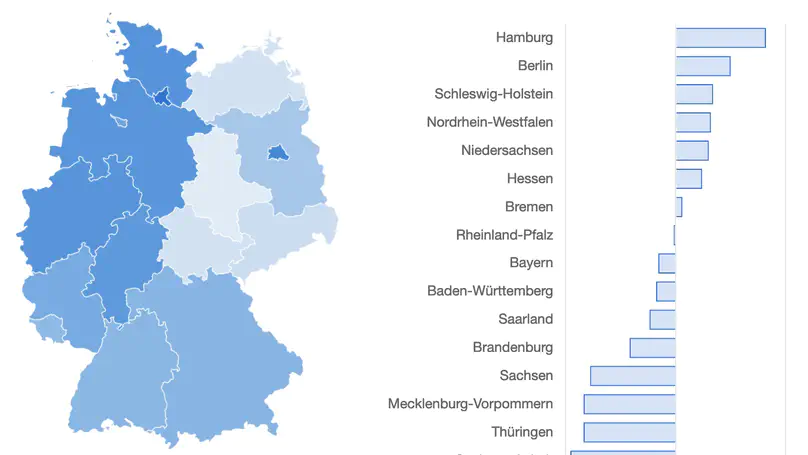 Hamburg
Berlin
Schleswig-Holstein
Nordrhein-Westfalen
Niedersachsen
Hessen
Bremen
Rheinland-Pfalz
Bayern
Baden-Württemberg
Saarland
Brandenburg
Sachsen
Mecklenburg-Vorpommern
Thüringen